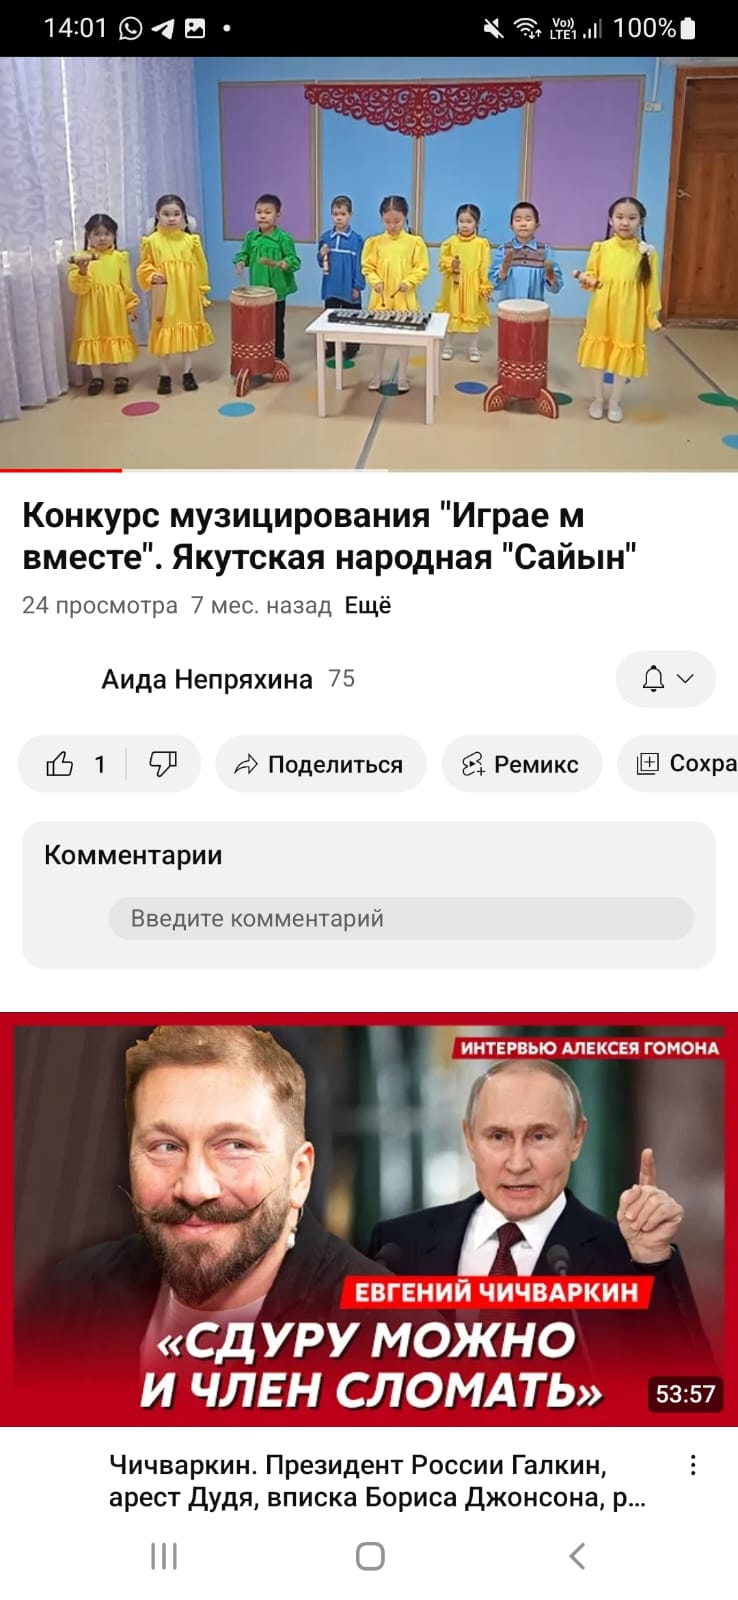 14:01
Vo))
LTE1
100%
Конкурс музицирования "Играе м
вместе". Якутская народная "Сайын"
24 просмотра 7 мес. назад Ещё
Аида Непряхина 75
1
Поделиться
Ремикс
Сохра
Комментарии
Введите комментарий
ИНТЕРВЬЮ АЛЕКСЕЯ ГОМОНА
ЕВГЕНИЙ ЧИЧВАРКИН
«СДУРУ МОЖНО
И ЧЛЕН СЛОМАТЬ»
53:57
Чичваркин. Президент России Галкин,
арест Дудя, вписка Бориса Джонсона, р...